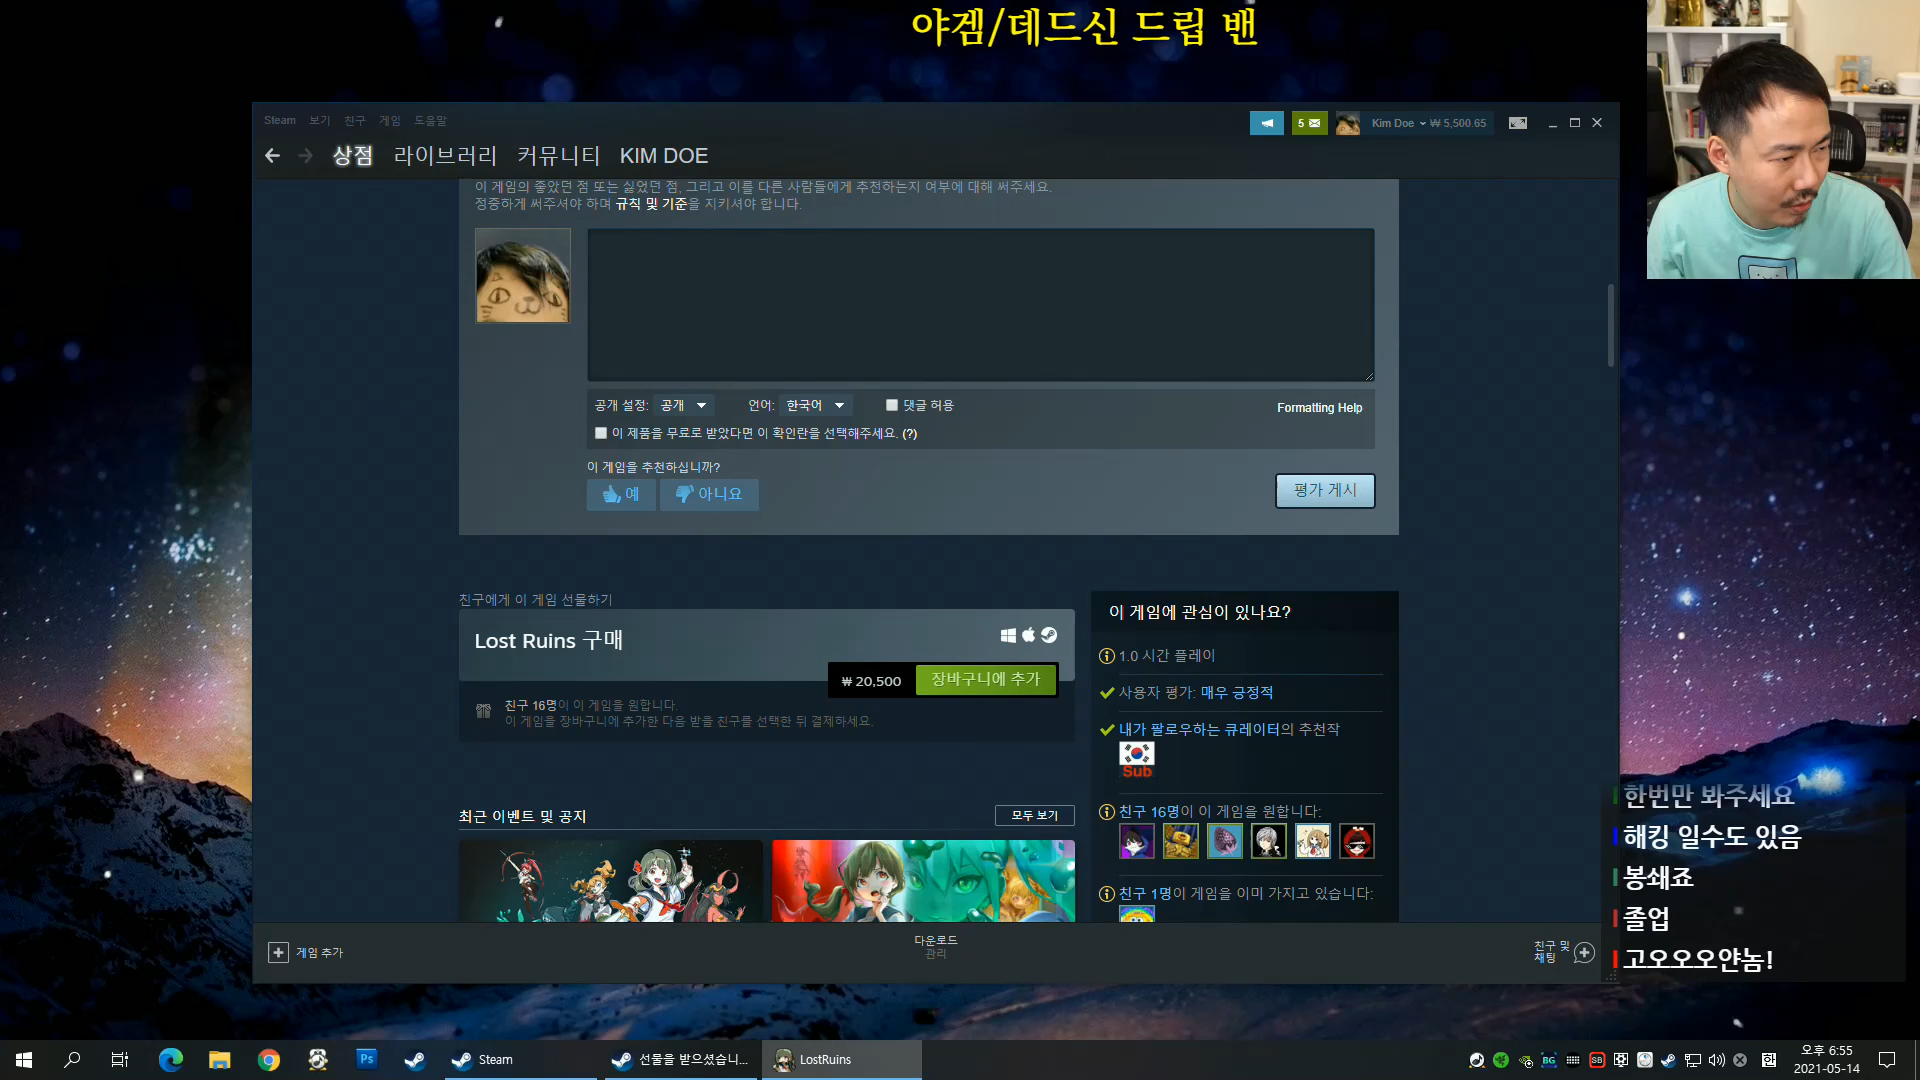 야겜/데드신 드립 밴
Steam 보기 친구 게임 도움말
5
Kim Doe ₩ 5,500.65
상점 라이브러리 커뮤니티 KIM DOE
이 게임의 좋았던 점 또는 싫었던 점, 그리고 이를 다른 사람들에게 추천하는지 여부에 대해 써주세요.
정중하게 써주셔야 하며 규칙 및 기준을 지키셔야 합니다.
공개 설정: 공개 언어: 한국어 댓글 허용
Formatting Help
이 제품을 무료로 받았다면 이 확인란을 선택해주세요. (?)
이 게임을 추천하십니까?
예 아니요
평가 게시
친구에게 이 게임 선물하기
Lost Ruins 구매
₩ 20,500 장바구니에 추가
친구 16명이 이 게임을 원합니다.
이 게임을 장바구니에 추가한 다음 받을 친구를 선택한 뒤 결제하세요.
이 게임에 관심이 있나요?
1.0 시간 플레이
사용자 평가: 매우 긍정적
내가 팔로우하는 큐레이터의 추천작
Sub
친구 16명이 이 게임을 원합니다:
친구 1명이 게임을 이미 가지고 있습니다:
최근 이벤트 및 공지
모두 보기
한번만 봐주세요
해킹 일수도 있음
봉쇄죠
졸업
고오오오얀놈!
게임 추가
다운로드
관리
친구 및
채팅
Ps
Steam
선물을 받으셨습니...
LostRuins
BG
SB
오후 6:55
2021-05-14